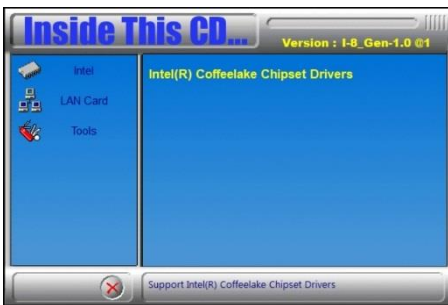 Inside This CD...
Version : I-8_Gen-1.0 @1
Intel
LAN Card
Tools
Intel(R) Coffeelake Chipset Drivers
Support Intel(R) Coffeelake Chipset Drivers